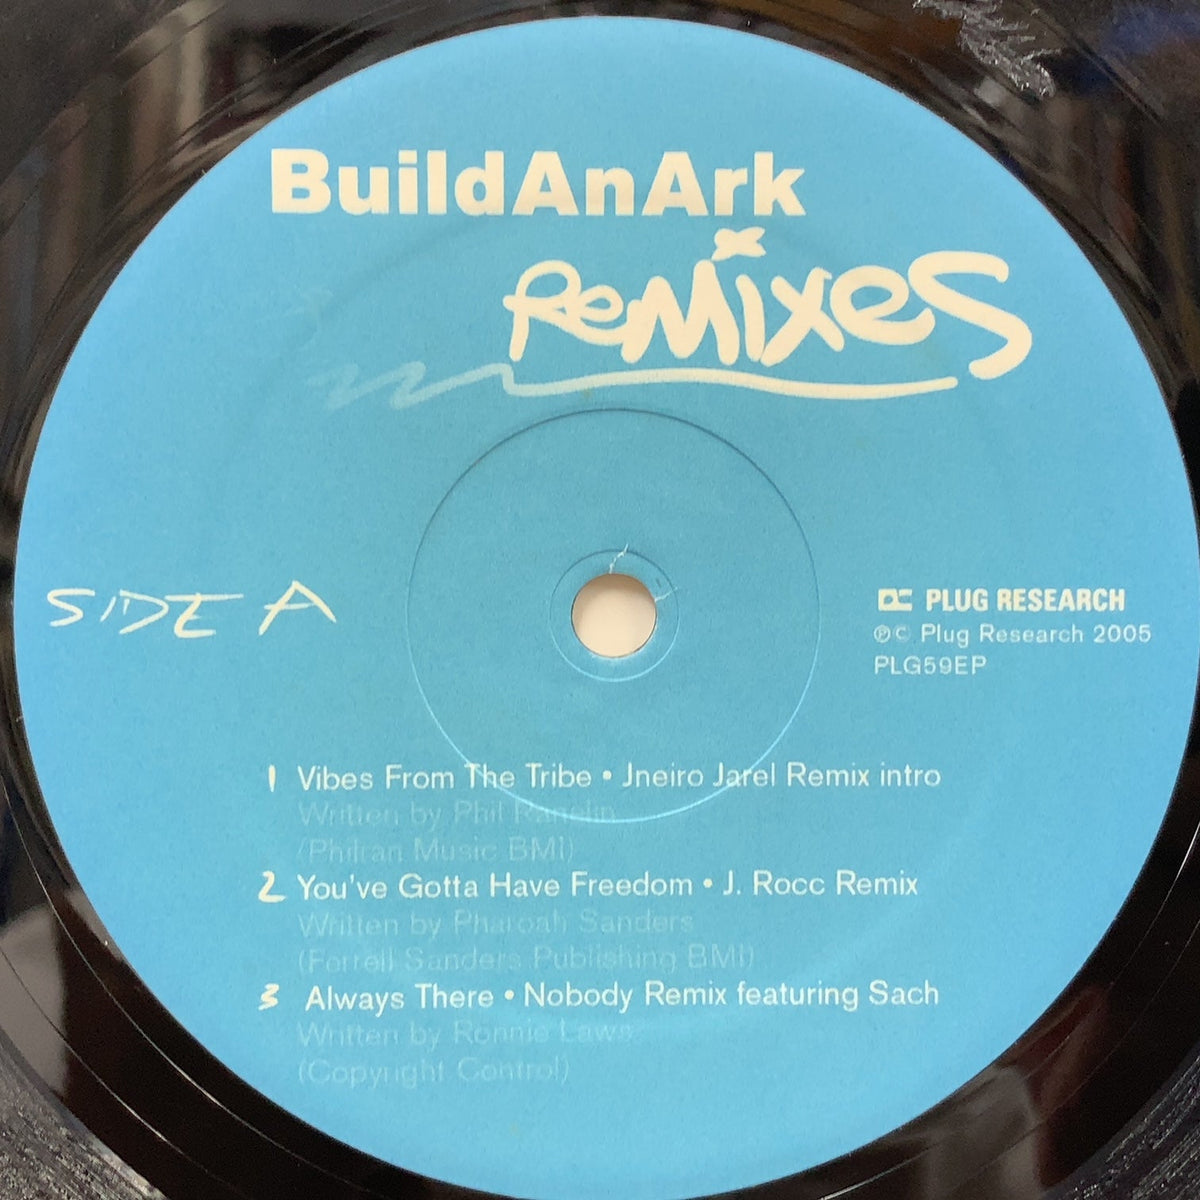 BuildAnArk
Remixes
SIDE A
PLUG RESEARCH
℗© Plug Research 2005
PLG59EP
1 Vibes From The Tribe • Jneiro Jarel Remix intro
Written by Phil Ranelin
(Philran Music BMI)
2 You've Gotta Have Freedom • J. Rocc Remix
Written by Pharoah Sanders
(Ferrell Sanders Publishing BMI)
3 Always There • Nobody Remix featuring Sach
Written by Ronnie Laws
(Copyright Control)